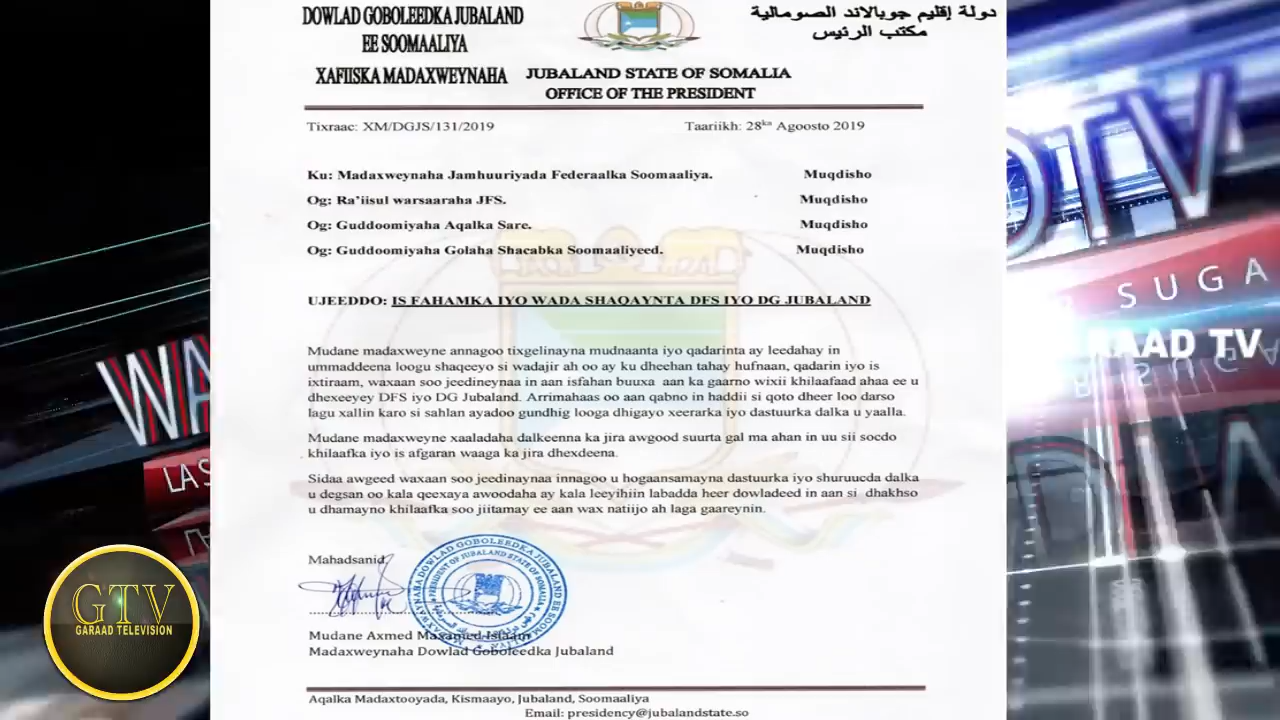 DOWLAD GOBOLEEDKA JUBALAND
EE SOOMAALIYA
XAFIISKA MADAXWEYNAHA
دولة إقليم جوبالاند الصومالية
مكتب الرئيس
JUBALAND STATE OF SOMALIA
OFFICE OF THE PRESIDENT
Tixraac: XM/DGJS/131/2019 Taariikh: 28ka Agoosto 2019
Ku: Madaxweynaha Jamhuuriyada Federaalka Soomaaliya. Muqdisho
Og: Ra'iisul warsaaraha JFS. Muqdisho
Og: Guddoomiyaha Aqalka Sare. Muqdisho
Og: Guddoomiyaha Golaha Shacabka Soomaaliyeed. Muqdisho
UJEEDDO: IS FAHAMKA IYO WADA SHAQAYNTA DFS IYO DG JUBALAND
Mudane madaxweyne annagoo tixgelinayna mudnaanta iyo qadarinta ay leedahay in
ummaddeena loogu shaqeeyo si wadajir ah oo ay ku dheehan tahay hufnaan, qadarin iyo is
ixtiraam, waxaan soo jeedineynaa in aan isfahan buuxa aan ka gaarno wixii khilaafaad ahaa ee u
dhexeeyey DFS iyo DG Jubaland. Arrimahaas oo aan qabno in haddii si qoto dheer loo darso
lagu xallin karo si sahlan ayadoo gundhig looga dhigayo xeerarka iyo dastuurka dalka u yaalla.
Mudane madaxweyne xaaladaha dalkeenna ka jira awgood suurta gal ma ahan in uu sii socdo
khilaafka iyo is afgaran waaga ka jira dhexdeena.
Sidaa awgeed waxaan soo jeedinaynaa innagoo u hogaansamayna dastuurka iyo shuruucda dalka
u degsan oo kala qeexaya awoodaha ay kala leeyihiin labadda heer dowladeed in aan si dhakhso
u dhamayno khilaafka soo jiitamay ee aan wax natiijo ah laga gaareynin.
Mahadsanid,
Mudane Axmed Maxamed Islaam
Madaxweynaha Dowlad Goboleedka Jubaland
Aqalka Madaxtooyada, Kismaayo, Jubaland, Soomaaliya
Email: presidency@jubalandstate.so
GTV
GARAAD TELEVISION
WA
LAS
TV
SUGA
RAAD TV